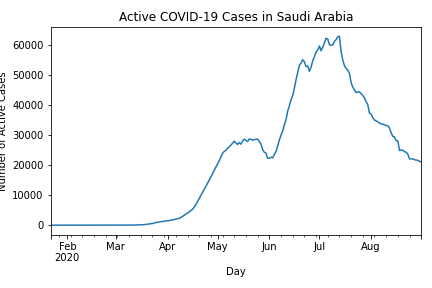 Active COVID-19 Cases in Saudi Arabia
Number of Active Cases
60000
50000
40000
30000
20000
10000
0
Feb Mar Apr May Jun Jul Aug
2020
Day